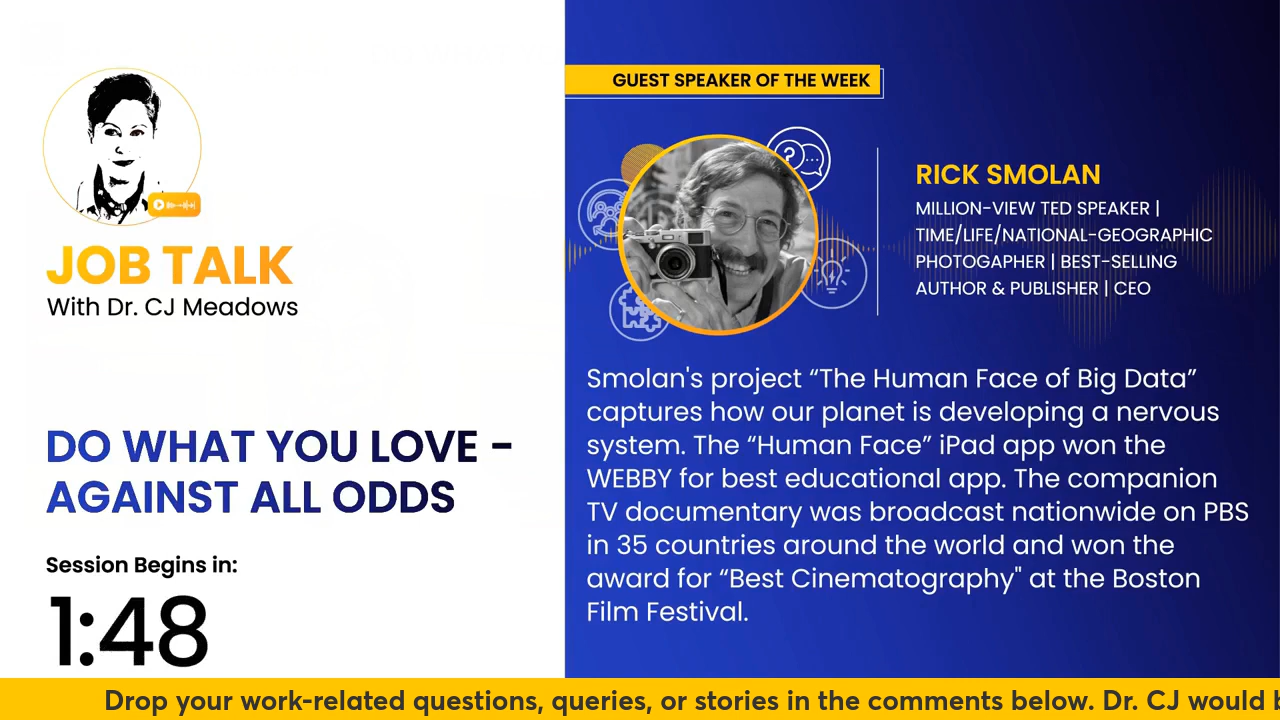 JOB TALK
With Dr. CJ Meadows
DO WHAT YOU LOVE -
AGAINST ALL ODDS
Session Begins in:
1:48
GUEST SPEAKER OF THE WEEK
RICK SMOLAN
MILLION-VIEW TED SPEAKER |
TIME/LIFE/NATIONAL-GEOGRAPHIC
PHOTOGAPHER | BEST-SELLING
AUTHOR & PUBLISHER | CEO
Smolan's project “The Human Face of Big Data”
captures how our planet is developing a nervous
system. The “Human Face” iPad app won the
WEBBY for best educational app. The companion
TV documentary was broadcast nationwide on PBS
in 35 countries around the world and won the
award for “Best Cinematography" at the Boston
Film Festival.
Drop your work-related questions, queries, or stories in the comments below. Dr. CJ would